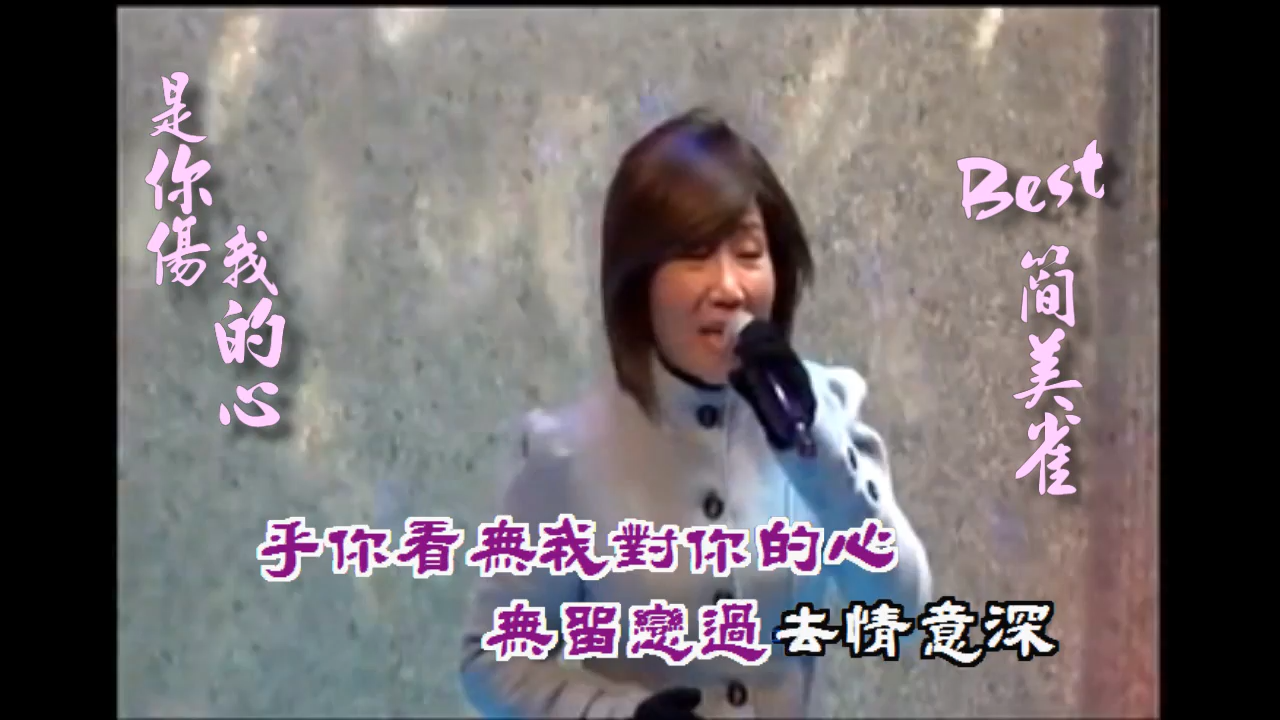 是你傷
我的心
Best
簡美雀
乎你看無我對你的心
無留戀過去情意深